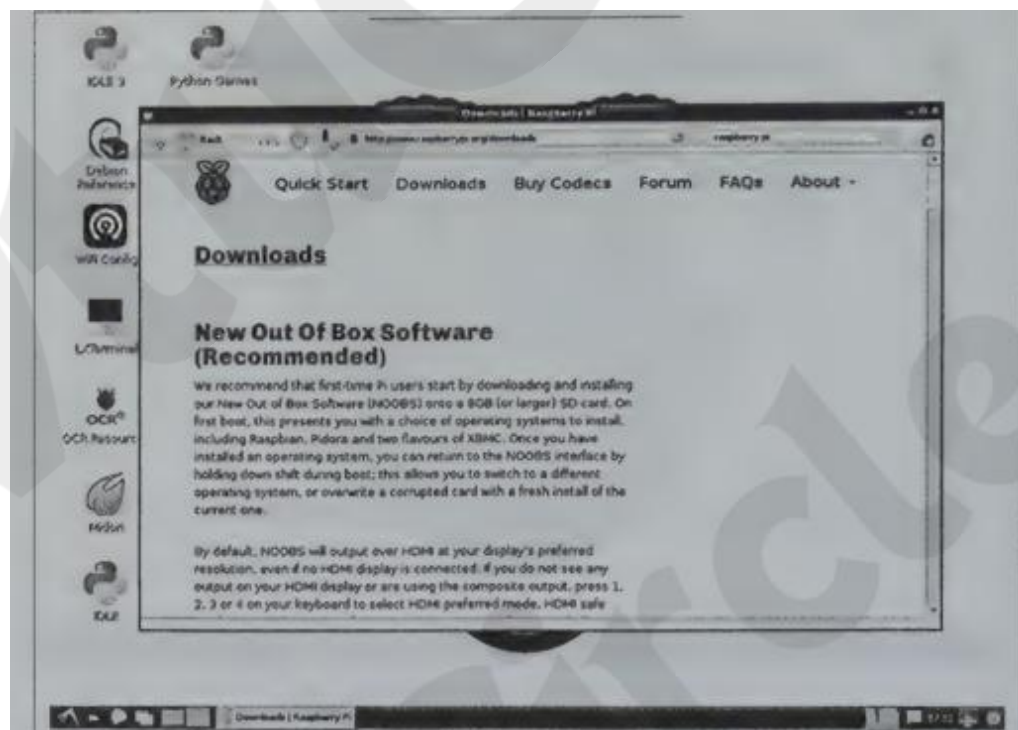 IDLE 3
Python Games
Downloads | Raspberry Pi
Back
raspberry pi
Debian
Reference
Quick Start Downloads Buy Codecs Forum FAQs About
WiFi Config
Downloads
LXTerminal
New Out Of Box Software
(Recommended)
We recommend that first-time Pi users start by downloading and installing
our New Out of Box Software (NOOBS) onto a 8GB (or larger) SD card. On
first boot, this presents you with a choice of operating systems to install,
including Raspbian, Pidora and two flavours of XBMC. Once you have
installed an operating system, you can return to the NOOBS interface by
holding down shift during boot; this allows you to switch to a different
operating system, or overwrite a corrupted card with a fresh install of the
current one.
OCR
Midori
By default, NOOBS will output over HDMI at your display's preferred
resolution, even if no HDMI display is connected. If you do not see any
output on your HDMI display or are using the composite output, press 1,
2, 3 or 4 on your keyboard to select HDMI preferred mode, HDMI safe
IDLE
Downloads | Raspberry Pi